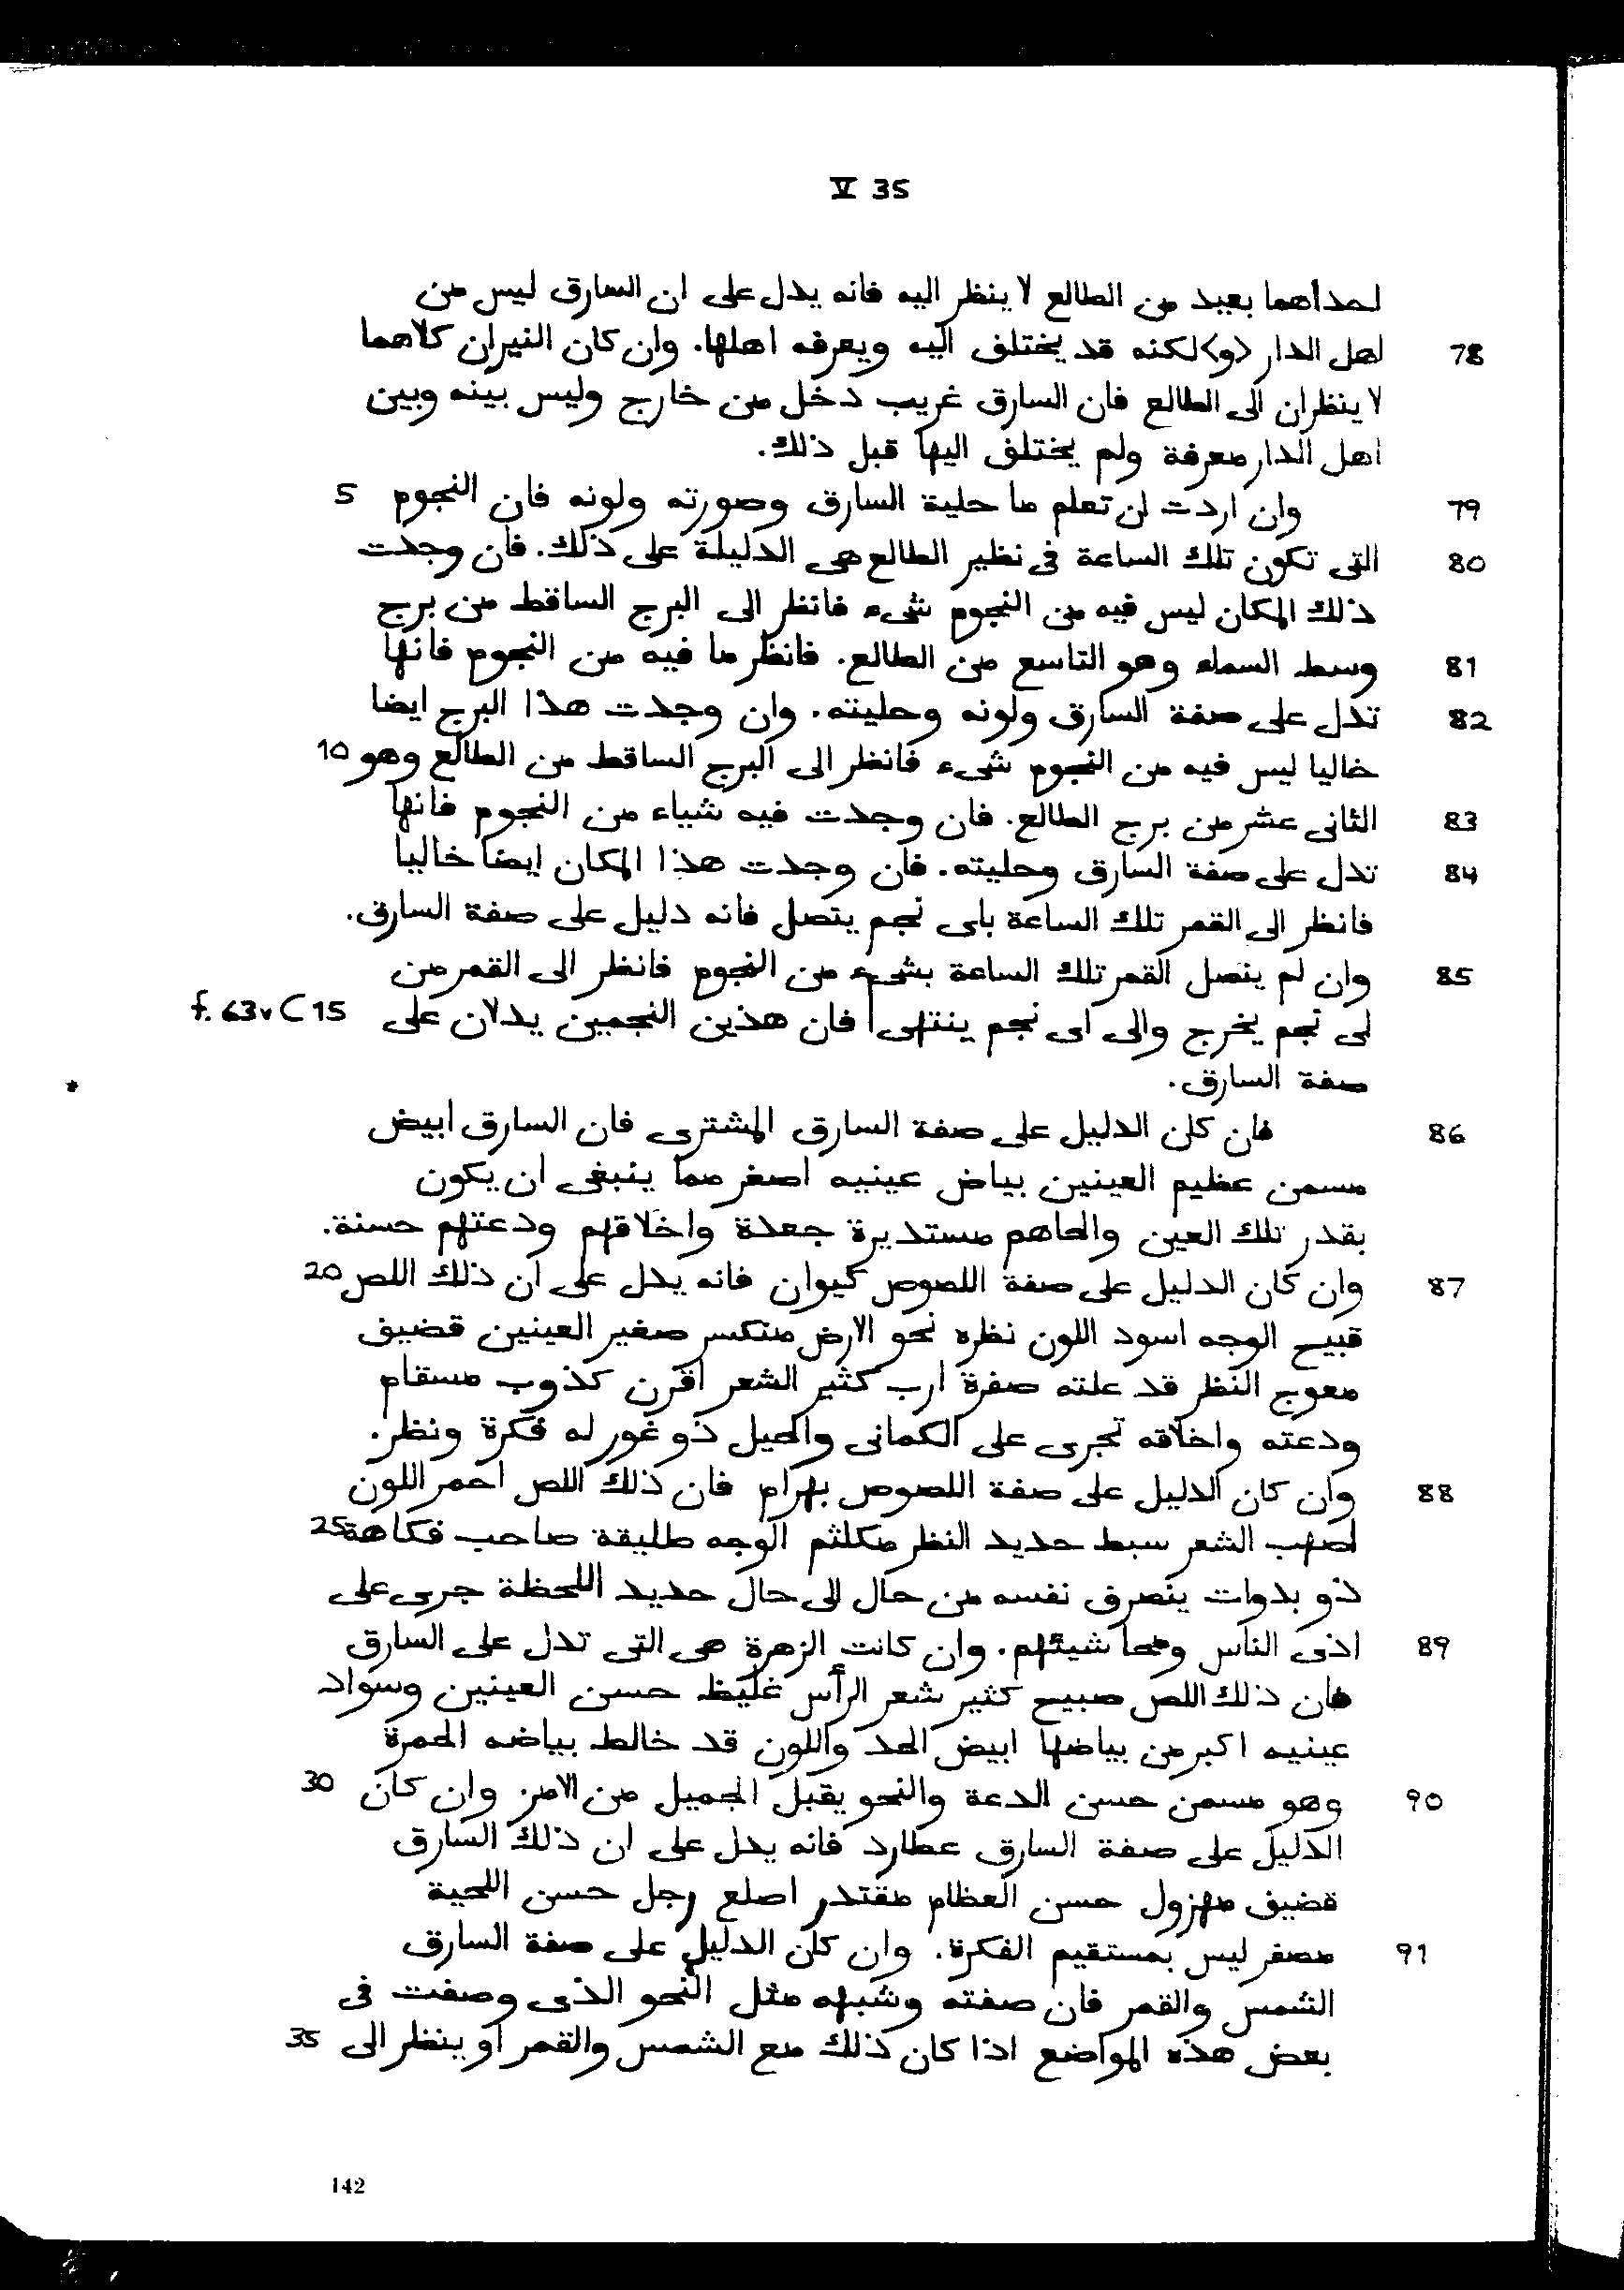 V 35
احداهما بعيد من الطالع لا ينظر اليه فانه يدل على ان السارق ليس من
78 اهل الدار <و>لكنه قد يختلف اليه ويعرفه اهلها. وان كان النيران كلاهما
لا ينظران الى الطالع فان السارق غريب دخل من خارج وليس بينه وبين
اهل الدار معرفة ولم يختلف اليها قبل ذلك.
79 وان اردت ان تعلم ما حلية السارق وصورته ولونه فان النجوم 5
80 التى تكون تلك الساعة فى نظير الطالع هى الدليلة على ذلك. فان وجدت
ذلك المكان ليس فيه من النجوم شىء فانظر الى البرج الساقط من برج
81 وسط السماء وهو التاسع من الطالع. فانظر ما فيه من النجوم فانها
82 تدل على صفة السارق ولونه وحليته. وان وجدت هذا البرج ايضا
خاليا ليس فيه من النجوم شىء فانظر الى البرج الساقط من الطالع وهو 10
83 الثانى عشر من برج الطالع. فان وجدت فيه شياء من النجوم فانها
84 تدل على صفة السارق وحليته. فان وجدت هذا المكان ايضا خاليا
فانظر الى القمر تلك الساعة باى نجم يتصل فانه دليل على صفة السارق.
85 وان لم يتصل القمر تلك الساعة بشىء من النجوم فانظر الى القمر من
اى نجم يخرج والى اى نجم ينتهى| فان هذين النجمين يدلان على 15 f. 63v C
صفة السارق. *
86 فان كان الدليل على صفة السارق المشترى فان السارق ابيض
مسمن عظيم العينين بياض عينيه اصغر مما ينبغى ان يكون
بقدر تلك العين والحاهم مستديرة جعدة واخلاقهم ودعتهم حسنة.
87 وان كان الدليل على صفة اللصوص كيوان فانه يدل على ان ذلك اللص 20
قبيح الوجه اسود اللون نظره نحو الارض منكسر صغير العينين قضيق
معوج النظر قد علته صفرة ارب كثير الشعر اقرن كذوب مسقام
ودعته واخلاقه تجرى على الكمانى والحيل ذو غور له فكرة ونظر.
88 وان كان الدليل على صفة اللصوص بهرام فان ذلك اللص احمر اللون
اصهب الشعر سبط حديد النظر مكلثم الوجه طليقة صاحب فكاهة 25
ذو بدوات ينصرف نفسه من حال الى حال حديد اللحظة جرى على
89 اذى الناس شيئهم. وان كانت الزهرة هى التى تدل على السارق
فان ذلك اللص صبيح كثير شعر الرأس غليظ حسن العينين وسواد
عينيه اكبر من بياضها ابيض الحد واللون قد خالط بياضه الحمرة
90 وهو مسمن حسن الدعة والنحو يقبل الجميل من الامر. وان كان 30
الدليل على صفة السارق عطارد فانه يدل على ان ذلك السارق
قضيف مهزول حسن العظام مقتدر اصلع رجل حسن اللحية
91 مصفر ليس بمستقيم الفكرة. وان كان الدليل على صفة السارق
الشمس والقمر فان صفته وشبهه مثل النحو الذى وصفت فى
بعض هذه المواضع اذا كان ذلك مع الشمس والقمر او ينظر الى 35
142